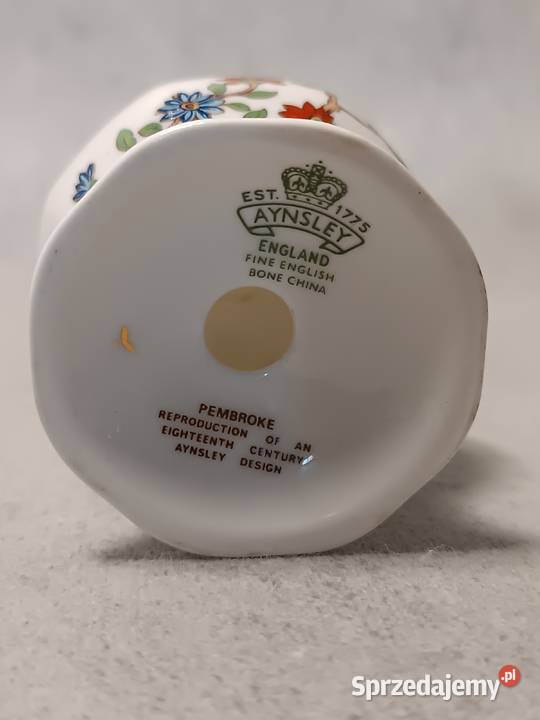 EST. 1775
AYNSLEY
ENGLAND
FINE ENGLISH
BONE CHINA
PEMBROKE
REPRODUCTION OF AN
EIGHTEENTH CENTURY
AYNSLEY DESIGN
Sprzedajemy.pl